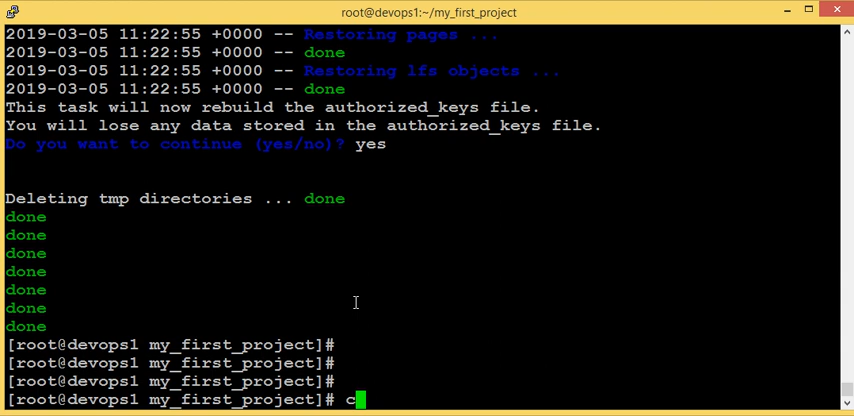 root@devops1:~/my_first_project
2019-03-05 11:22:55 +0000 -- Restoring pages ...
2019-03-05 11:22:55 +0000 -- done
2019-03-05 11:22:55 +0000 -- Restoring lfs objects ...
2019-03-05 11:22:55 +0000 -- done
This task will now rebuild the authorized_keys file.
You will lose any data stored in the authorized_keys file.
Do you want to continue (yes/no)? yes
Deleting tmp directories ... done
done
done
done
done
done
done
done
[root@devops1 my_first_project]#
[root@devops1 my_first_project]#
[root@devops1 my_first_project]#
[root@devops1 my_first_project]# c